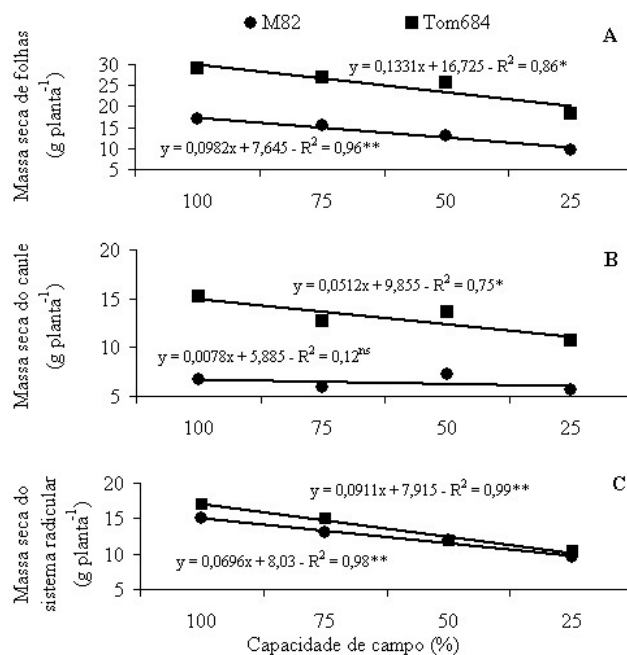 M82 Tom684
A
Massa seca de folhas
(g planta⁻¹)
30
25
20
15
10
5
y = 0,1331x + 16,725 - R² = 0,86*
y = 0,0982x + 7,645 - R² = 0,96**
100 75 50 25
B
Massa seca do caule
(g planta⁻¹)
20
15
10
5
y = 0,0512x + 9,855 - R² = 0,75*
y = 0,0078x + 5,885 - R² = 0,12ⁿˢ
100 75 50 25
C
Massa seca do
sistema radicular
(g planta⁻¹)
20
15
10
5
y = 0,0911x + 7,915 - R² = 0,99**
y = 0,0696x + 8,03 - R² = 0,98**
100 75 50 25
Capacidade de campo (%)